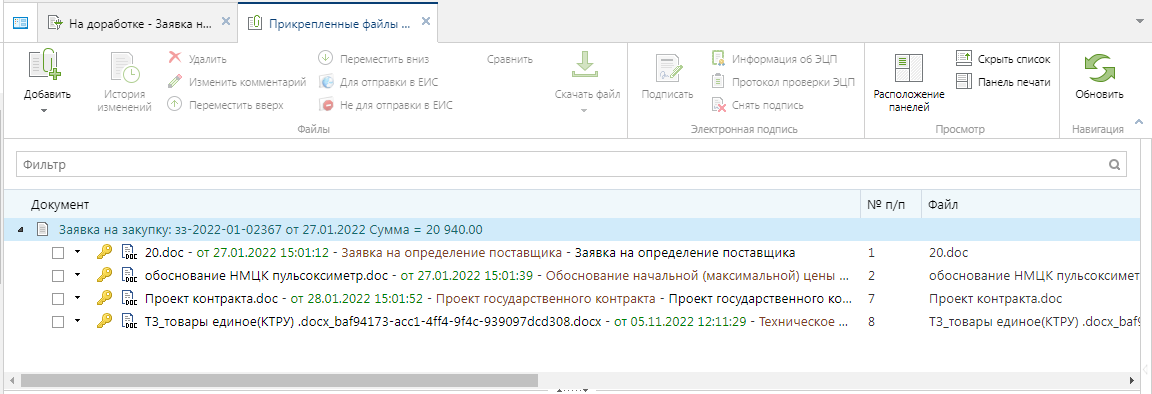 На доработке - Заявка н...
Прикрепленные файлы ...
Добавить
История изменений
Удалить
Изменить комментарий
Переместить вверх
Переместить вниз
Для отправки в ЕИС
Не для отправки в ЕИС
Сравнить
Скачать файл
Файлы
Подписать
Информация об ЭЦП
Протокол проверки ЭЦП
Снять подпись
Электронная подпись
Расположение панелей
Скрыть список
Панель печати
Просмотр
Обновить
Навигация
Фильтр
Документ № п/п Файл
Заявка на закупку: зз-2022-01-02367 от 27.01.2022 Сумма = 20 940.00
20.doc - от 27.01.2022 15:01:12 - Заявка на определение поставщика - Заявка на определение поставщика 1 20.doc
обоснование НМЦК пульсоксиметр.doc - от 27.01.2022 15:01:39 - Обоснование начальной (максимальной) цены ... 2 обоснование НМЦК пульсоксиметр
Проект контракта.doc - от 28.01.2022 15:01:52 - Проект государственного контракта - Проект государственного ко... 7 Проект контракта.doc
ТЗ_товары единое(КТРУ) .docx_baf94173-acc1-4ff4-9f4c-939097dcd308.docx - от 05.11.2022 12:11:29 - Техническое ... 8 ТЗ_товары единое(КТРУ) .docx_baf9